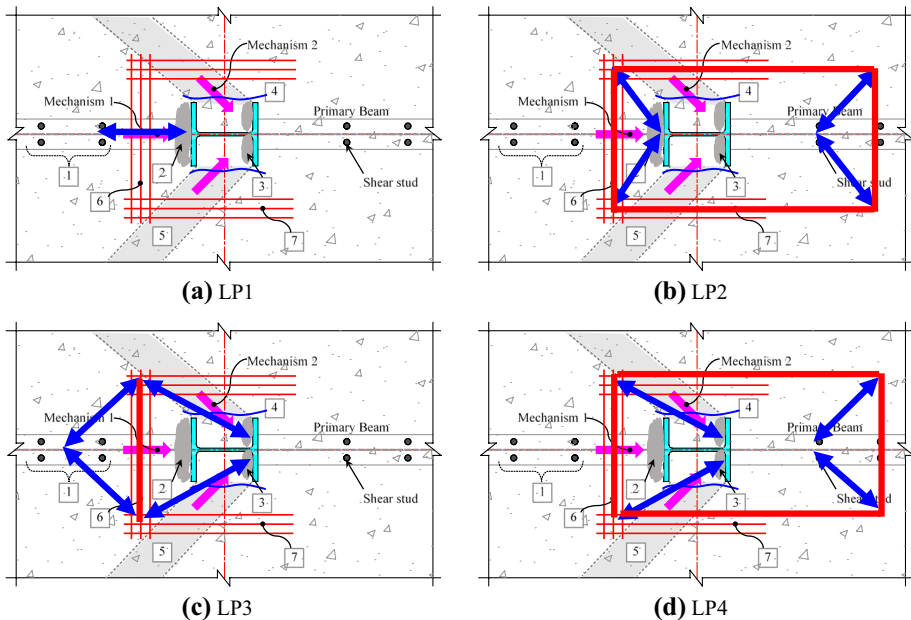 Mechanism 2
4
Mechanism 1
Primary Beam
1
2
3
Shear stud
6
5
7
(a) LP1
Mechanism 2
4
Mechanism 1
Primary Beam
1
2
3
Shear stud
6
5
7
(b) LP2
Mechanism 2
4
Mechanism 1
Primary Beam
1
2
3
Shear stud
6
5
7
(c) LP3
Mechanism 2
4
Mechanism 1
Primary Beam
1
2
3
Shear stud
6
5
7
(d) LP4